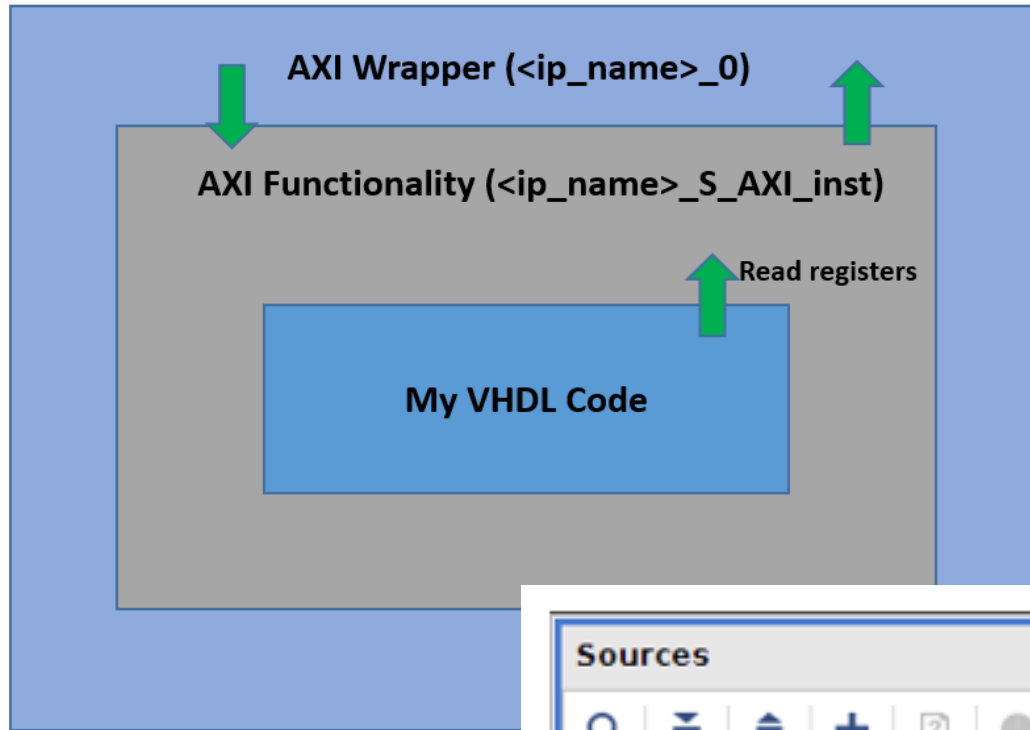 AXI Wrapper (<ip_name>_0)
AXI Functionality (<ip_name>_S_AXI_inst)
Read registers
My VHDL Code
Sources